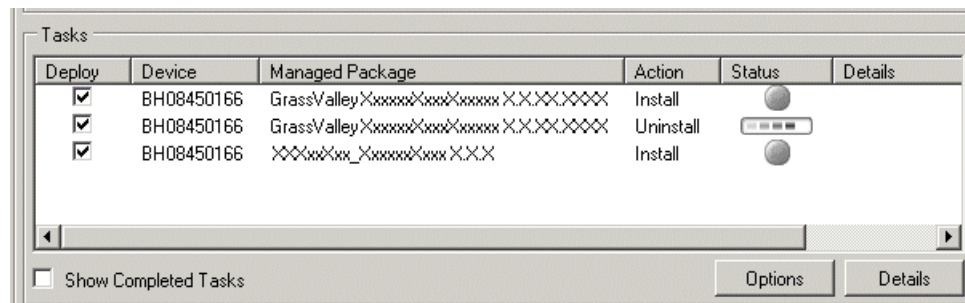 Tasks
Deploy Device Managed Package Action Status Details
BH08450166 GrassValleyXxxxxxXxxxXxxxxx X.X.XX.XXXX Install
BH08450166 GrassValleyXxxxxxXxxxXxxxxx X.X.XX.XXXX Uninstall
BH08450166 XXXxxXxx_XxxxxxXxxx X.X.X Install
Show Completed Tasks Options Details